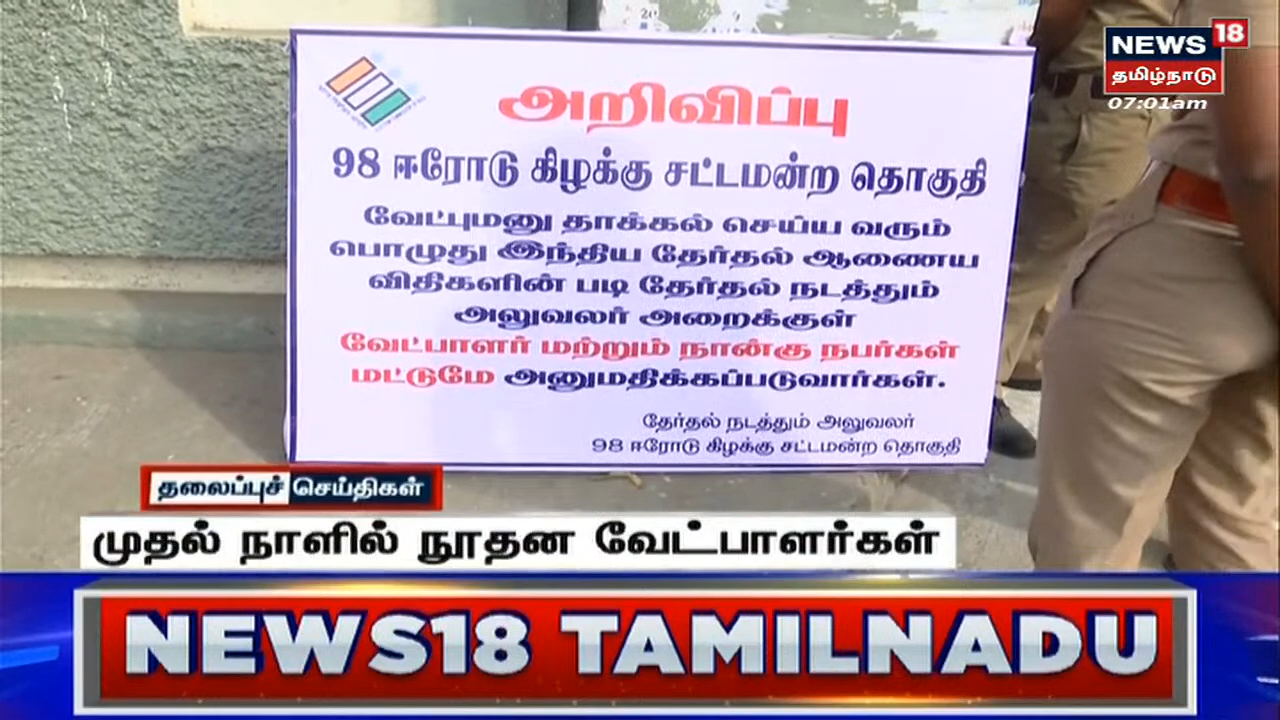 NEWS 18
தமிழ்நாடு
07:01am
அறிவிப்பு
98 ஈரோடு கிழக்கு சட்டமன்ற தொகுதி
வேட்புமனு தாக்கல் செய்ய வரும்
பொழுது இந்திய தேர்தல் ஆணைய
விதிகளின் படி தேர்தல் நடத்தும்
அலுவலர் அறைக்குள்
வேட்பாளர் மற்றும் நான்கு நபர்கள்
மட்டுமே அனுமதிக்கப்படுவார்கள்.
தேர்தல் நடத்தும் அலுவலர்
98 ஈரோடு கிழக்கு சட்டமன்ற தொகுதி
தலைப்புச் செய்திகள்
முதல் நாளில் நூதன வேட்பாளர்கள்
NEWS18 TAMILNADU